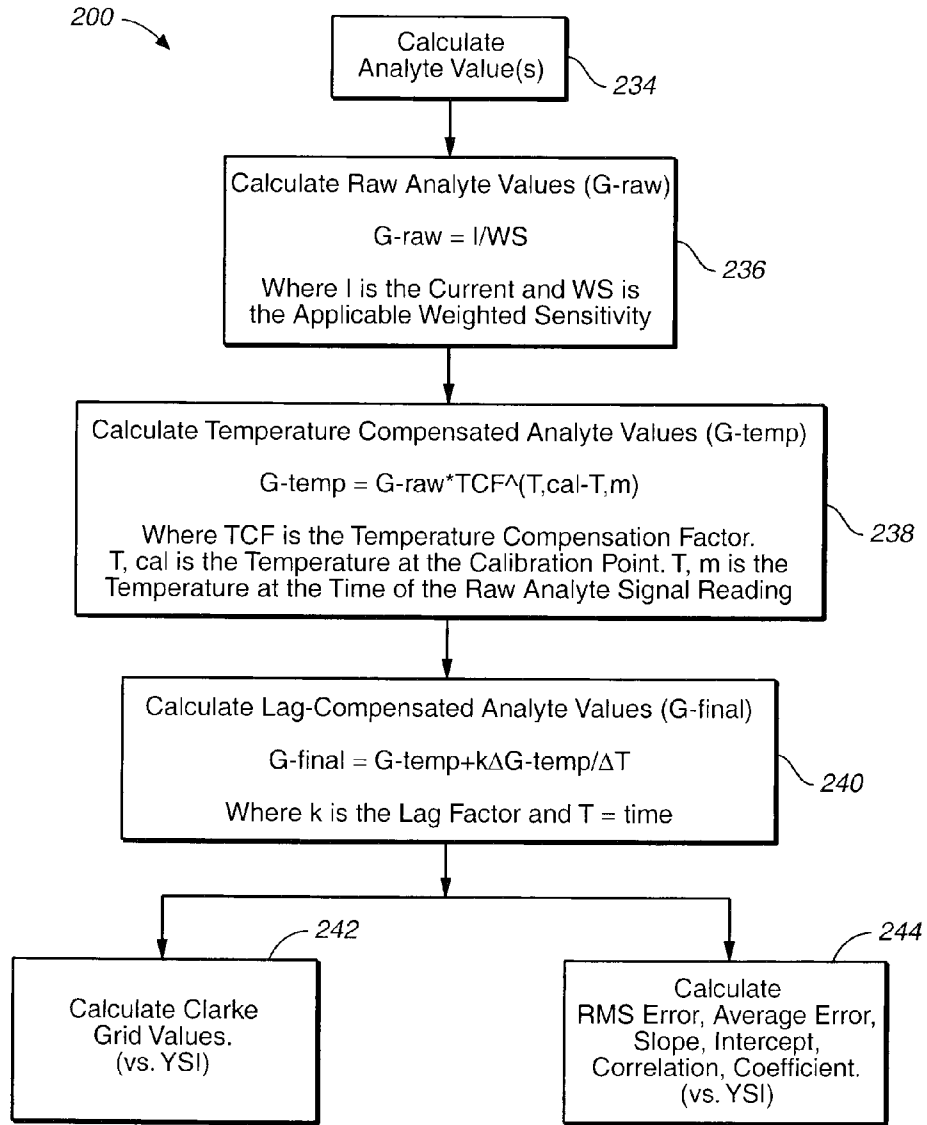 200
Calculate
Analyte Value(s)
234
Calculate Raw Analyte Values (G-raw)
G-raw = I/WS
Where I is the Current and WS is
the Applicable Weighted Sensitivity
236
Calculate Temperature Compensated Analyte Values (G-temp)
G-temp = G-raw*TCF^(T,cal-T,m)
Where TCF is the Temperature Compensation Factor.
T, cal is the Temperature at the Calibration Point. T, m is the
Temperature at the Time of the Raw Analyte Signal Reading
238
Calculate Lag-Compensated Analyte Values (G-final)
G-final = G-temp+kΔG-temp/ΔT
Where k is the Lag Factor and T = time
240
242
Calculate Clarke
Grid Values.
(vs. YSI)
244
Calculate
RMS Error, Average Error,
Slope, Intercept,
Correlation, Coefficient.
(vs. YSI)